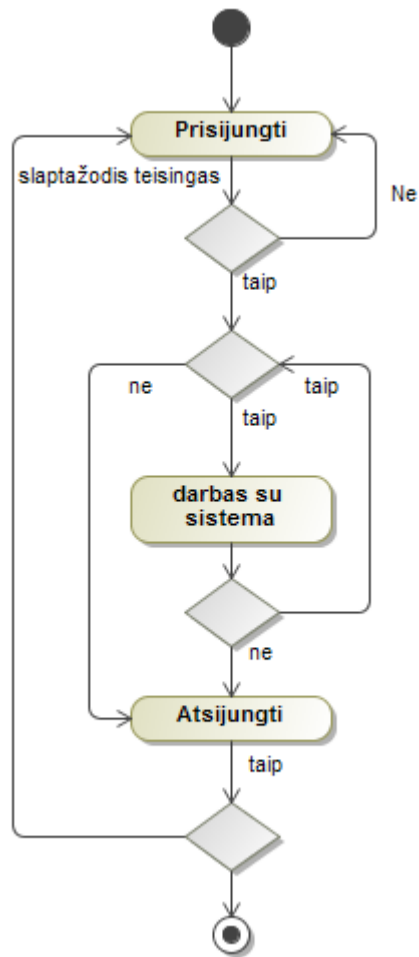 Prisijungti
slaptažodis teisingas
Ne
taip
ne
taip
taip
darbas su
sistema
ne
Atsijungti
taip